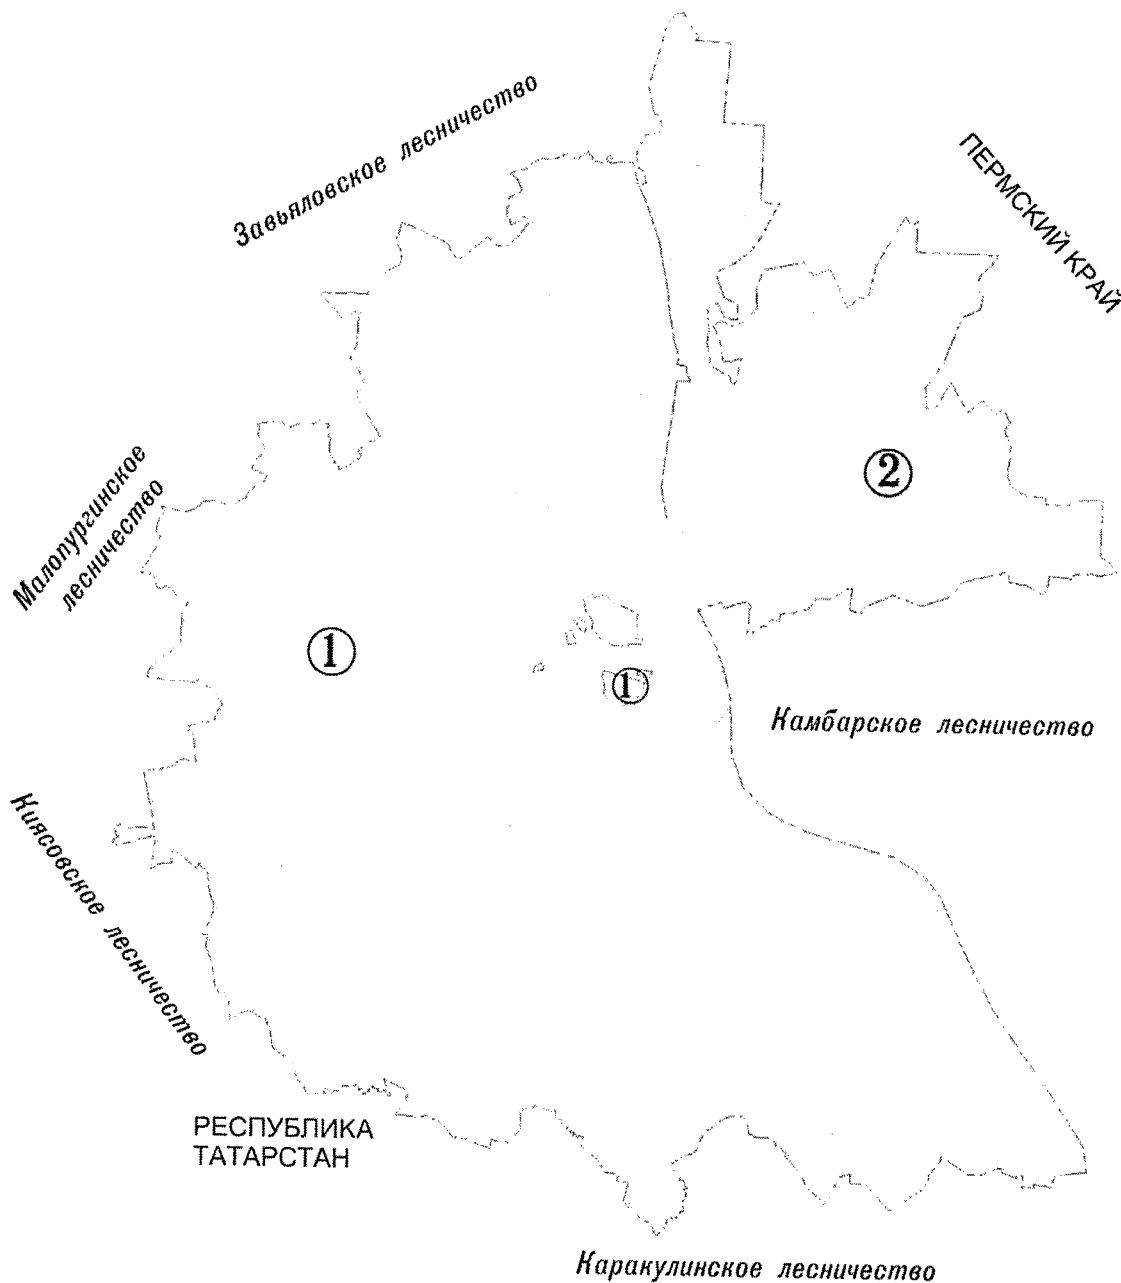 Завьяловское лесничество
ПЕРМСКИЙ КРАЙ
Малопургинское
лесничество
2
1
1
Камбарское лесничество
Киясовское лесничество
РЕСПУБЛИКА
ТАТАРСТАН
Каракулинское лесничество